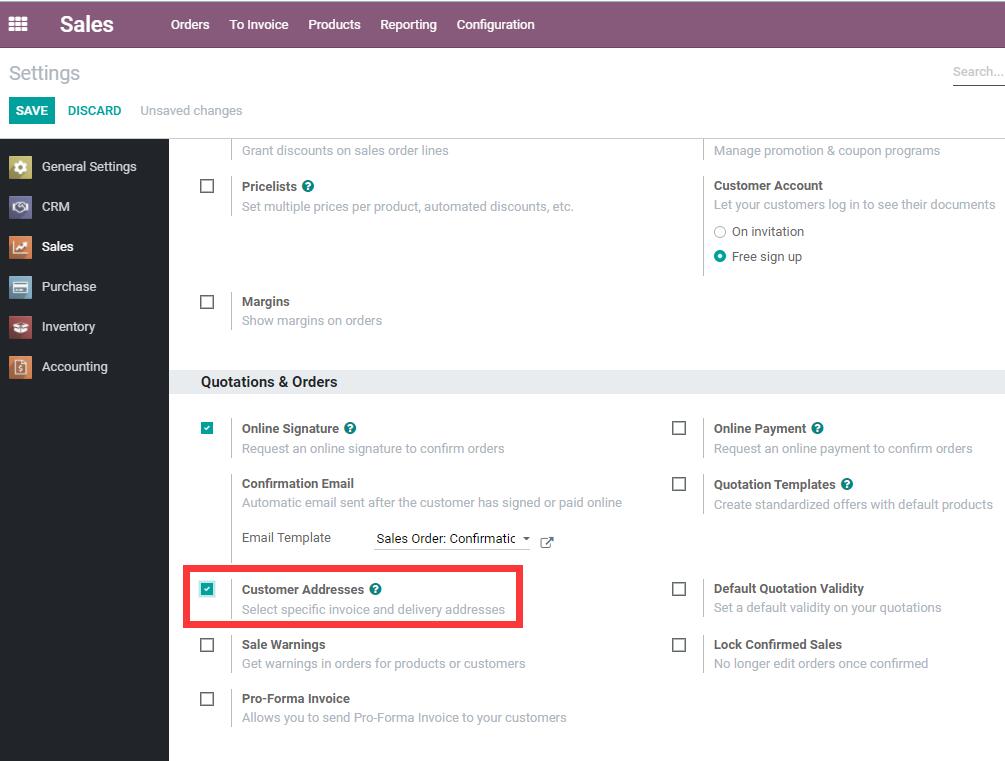 Sales
Orders
To Invoice
Products
Reporting
Configuration
Settings
Search...
SAVE
DISCARD
Unsaved changes
General Settings
CRM
Sales
Purchase
Inventory
Accounting
Grant discounts on sales order lines
Manage promotion & coupon programs
Pricelists ?
Set multiple prices per product, automated discounts, etc.
Customer Account
Let your customers log in to see their documents
On invitation
Free sign up
Margins
Show margins on orders
Quotations & Orders
Online Signature ?
Request an online signature to confirm orders
Online Payment ?
Request an online payment to confirm orders
Confirmation Email
Automatic email sent after the customer has signed or paid online
Email Template
Sales Order: Confirmatic
Quotation Templates ?
Create standardized offers with default products
Customer Addresses ?
Select specific invoice and delivery addresses
Default Quotation Validity
Set a default validity on your quotations
Sale Warnings
Get warnings in orders for products or customers
Lock Confirmed Sales
No longer edit orders once confirmed
Pro-Forma Invoice
Allows you to send Pro-Forma Invoice to your customers